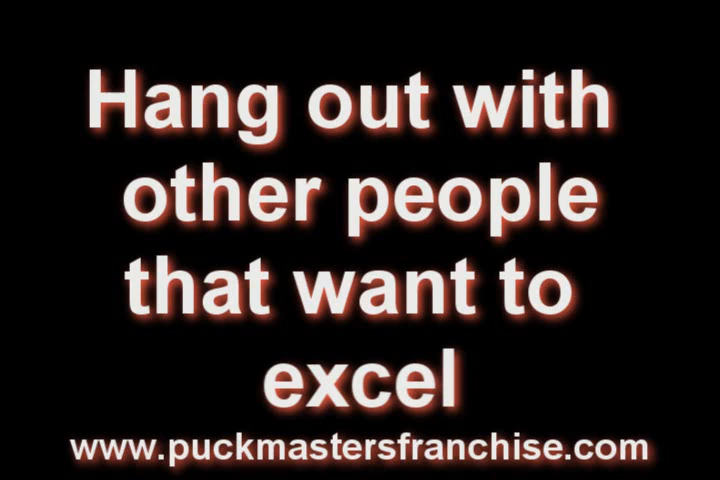 Hang out with
other people
that want to
excel
www.puckmastersfranchise.com